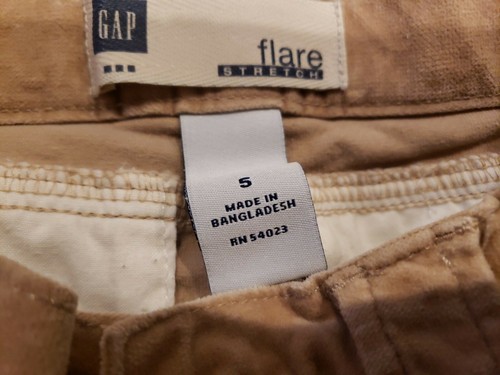 GAP
flare
STRETCH
5
MADE IN
BANGLADESH
RN 54023